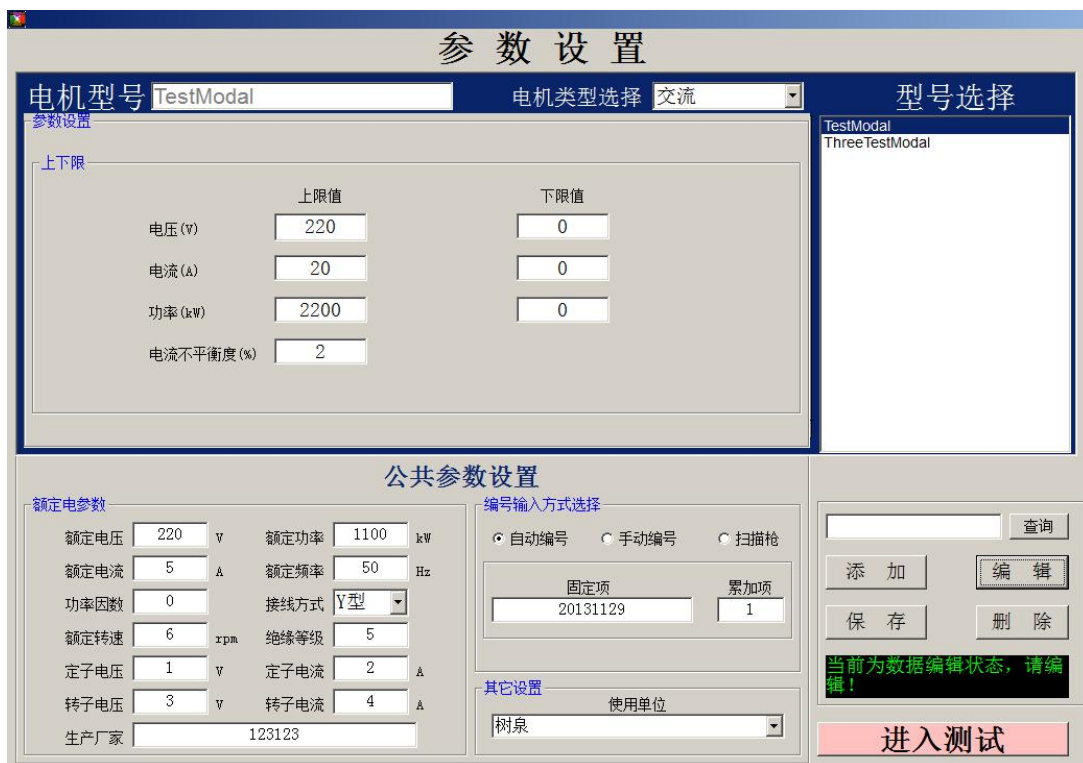 参 数 设 置
电机型号 TestModal 电机类型选择 交流 型号选择
参数设置
TestModal
ThreeTestModal
上下限
上限值 下限值
电压(V) 220 0
电流(A) 20 0
功率(kW) 2200 0
电流不平衡度(%) 2
公共参数设置
额定电参数
额定电压 220 V 额定功率 1100 kW
额定电流 5 A 额定频率 50 Hz
功率因数 0 接线方式 Y型
额定转速 6 rpm 绝缘等级 5
定子电压 1 V 定子电流 2 A
转子电压 3 V 转子电流 4 A
生产厂家 123123
编号输入方式选择
自动编号 手动编号 扫描枪
固定项 累加项
20131129 1
其它设置
使用单位
树泉
查询
添 加 编 辑
保 存 删 除
当前为数据编辑状态，请编
辑！
进入测试